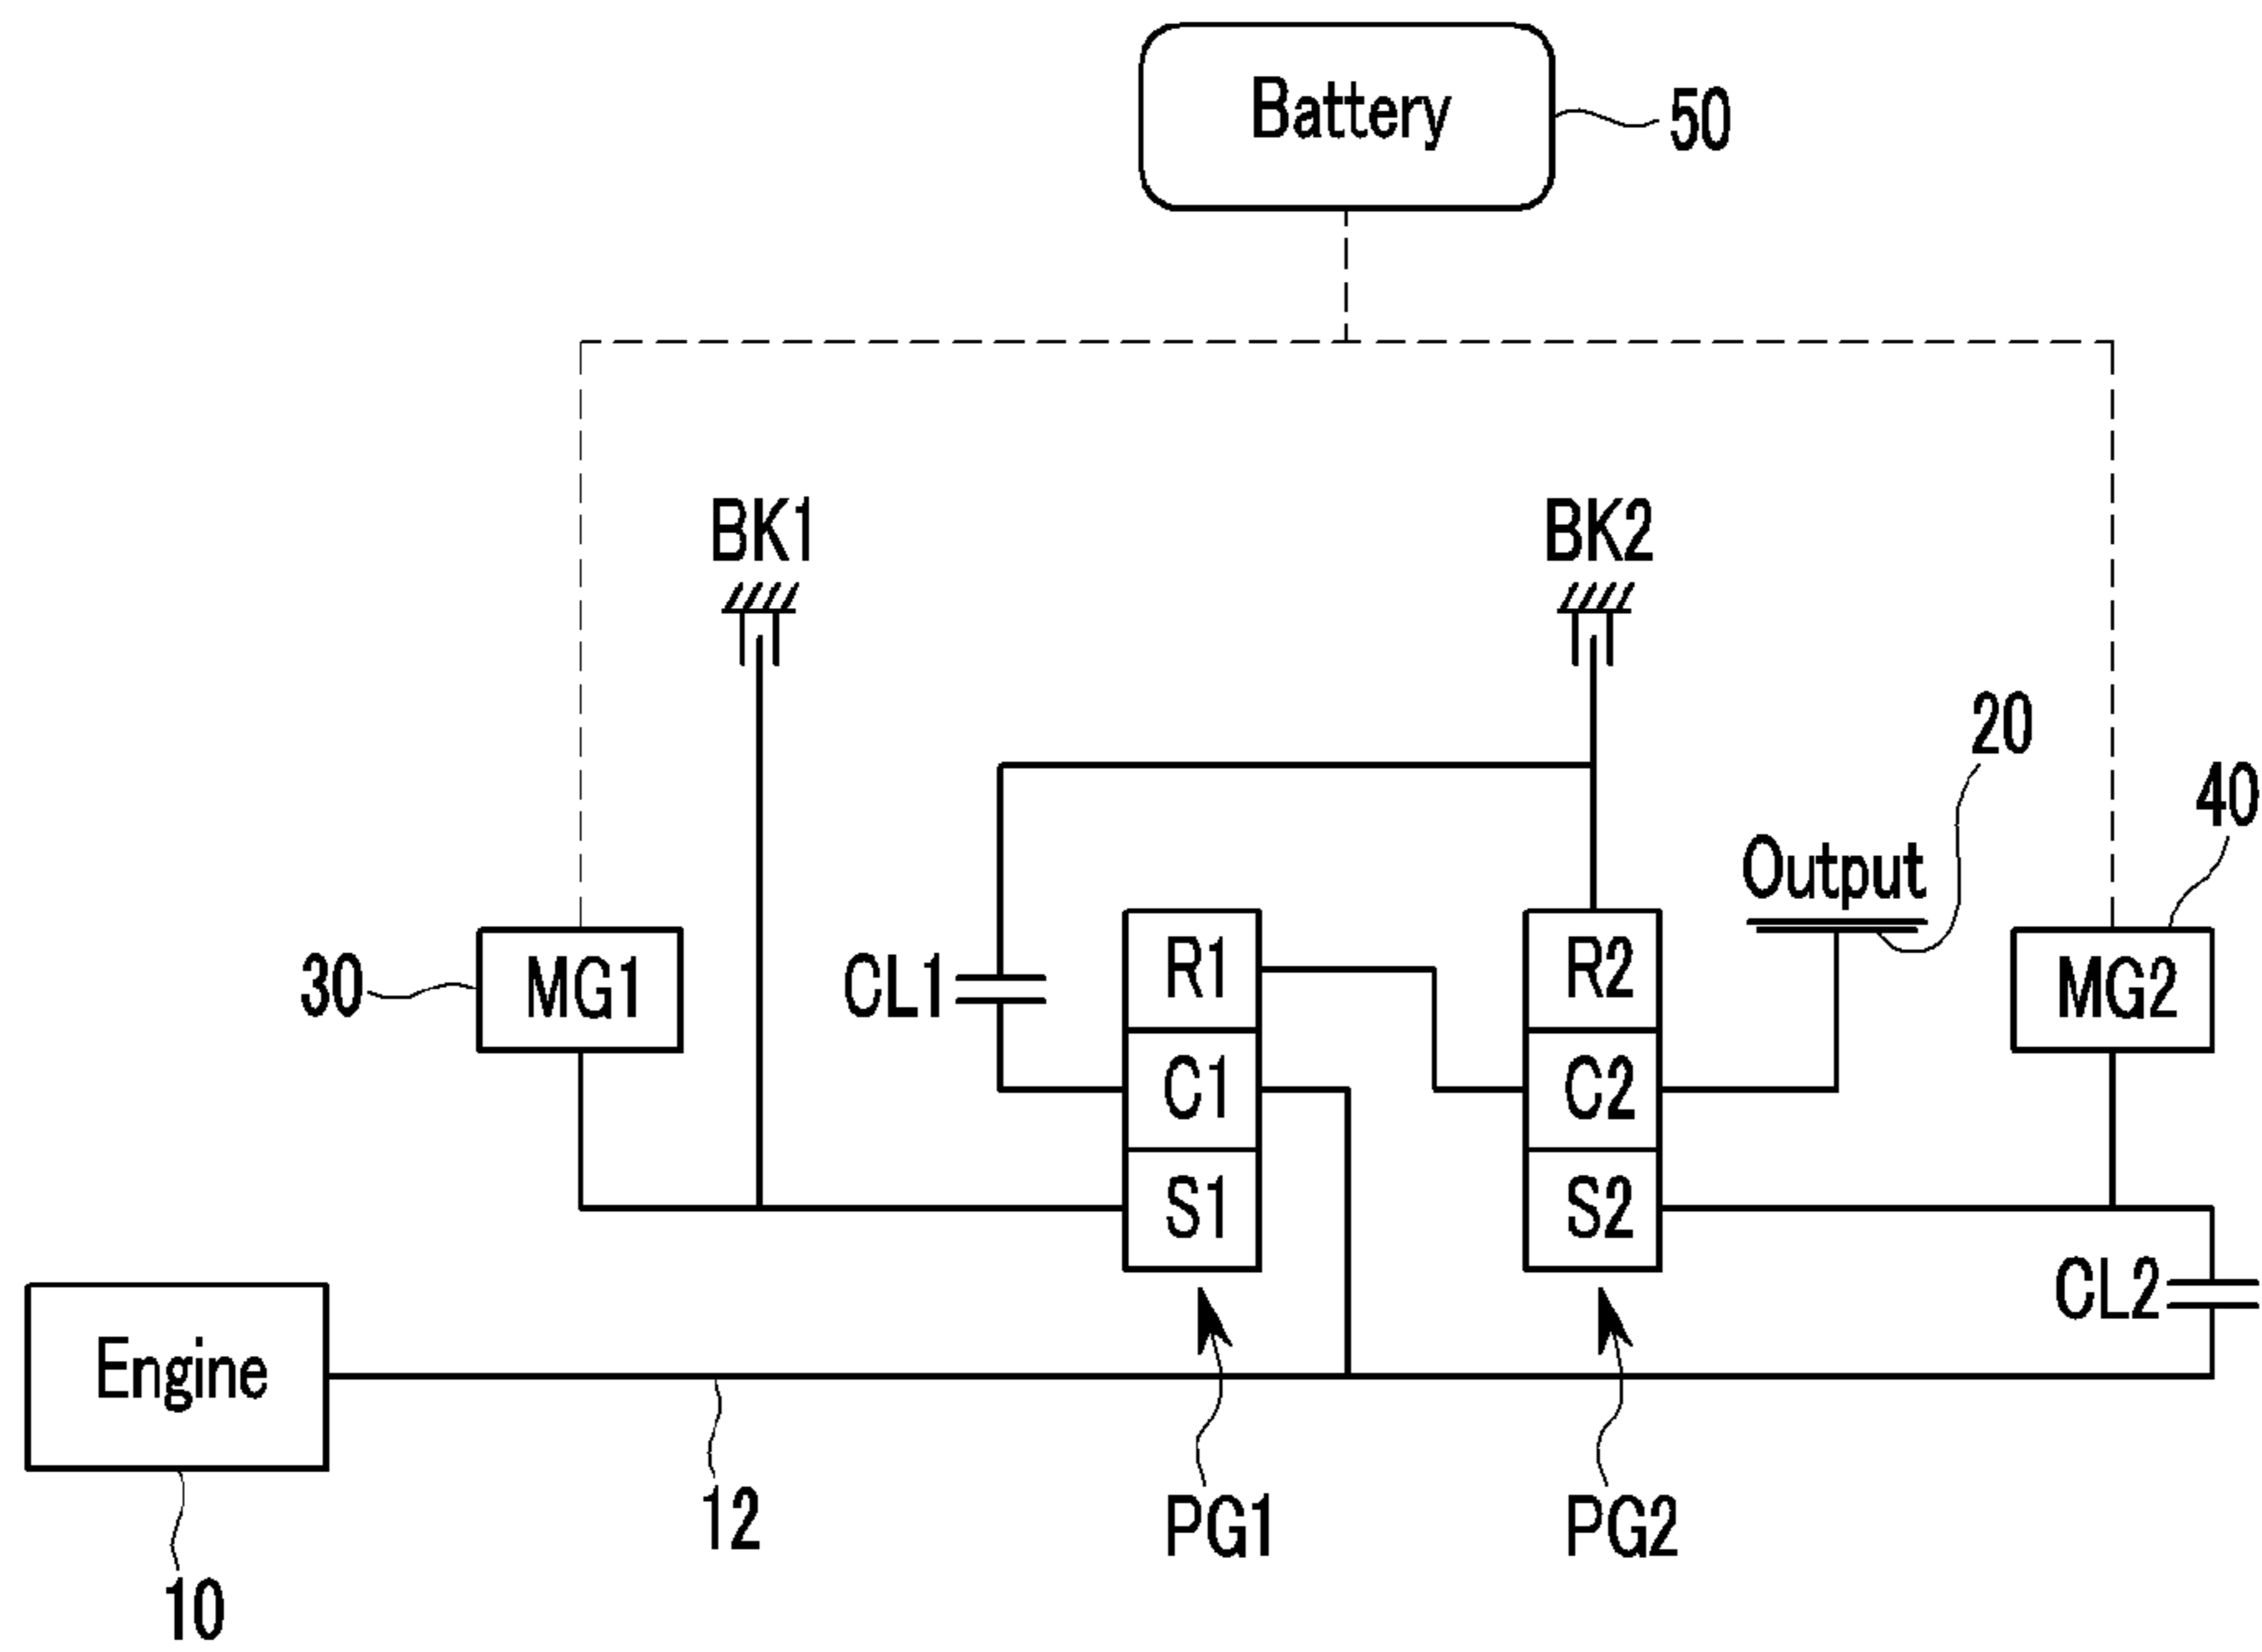 Battery
50
BK1
BK2
20
40
Output
30
MG1
CL1
R1
R2
MG2
C1
C2
S1
S2
CL2
Engine
12
PG1
PG2
10